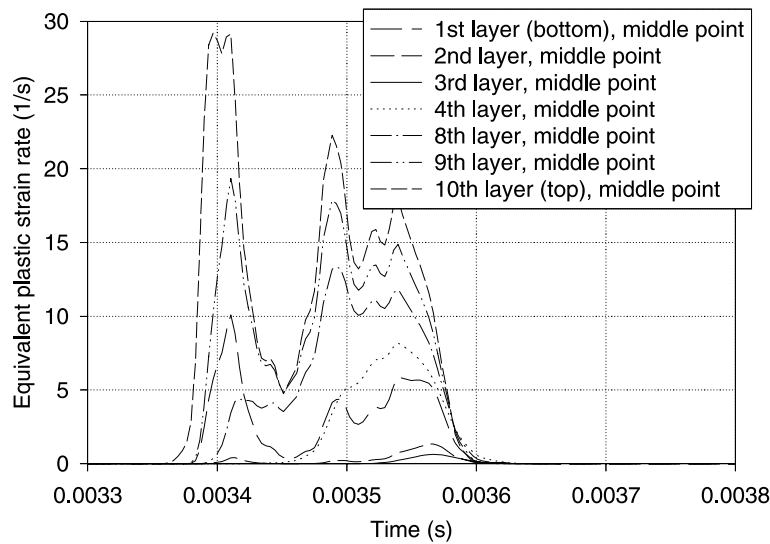 30
25
20
15
10
5
0
Equivalent plastic strain rate (1/s)
1st layer (bottom), middle point
2nd layer, middle point
3rd layer, middle point
4th layer, middle point
8th layer, middle point
9th layer, middle point
10th layer (top), middle point
0.0033 0.0034 0.0035 0.0036 0.0037 0.0038
Time (s)